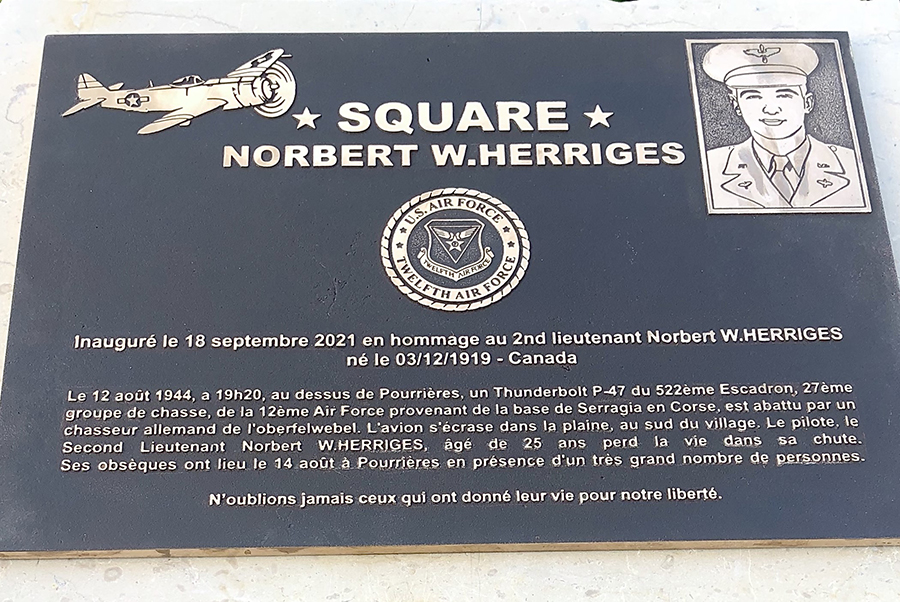 SQUARE
NORBERT W.HERRIGES
U.S. AIR FORCE
TWELFTH AIR FORCE
TWELFTH AIR FORCE
Inauguré le 18 septembre 2021 en hommage au 2nd lieutenant Norbert W.HERRIGES
né le 03/12/1919 - Canada
Le 12 août 1944, a 19h20, au dessus de Pourrières, un Thunderbolt P-47 du 522ème Escadron, 27ème
groupe de chasse, de la 12ème Air Force provenant de la base de Serragia en Corse, est abattu par un
chasseur allemand de l'oberfelwebel. L'avion s'écrase dans la plaine, au sud du village. Le pilote, le
Second Lieutenant Norbert W.HERRIGES, âgé de 25 ans perd la vie dans sa chute.
Ses obsèques ont lieu le 14 août à Pourrières en présence d'un très grand nombre de personnes.
N'oublions jamais ceux qui ont donné leur vie pour notre liberté.